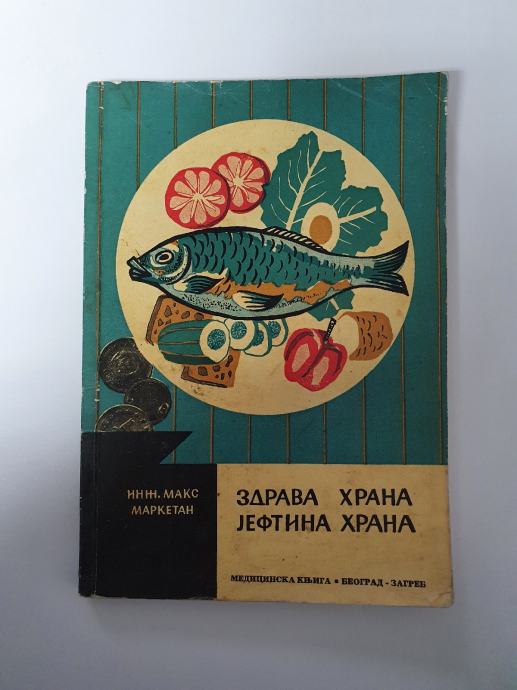 ИНЖ. МАКС
МАРКЕТАН
ЗДРАВА ХРАНА
ЈЕФТИНА ХРАНА
МЕДИЦИНСКА КЊИГА • БЕОГРАД - ЗАГРЕБ